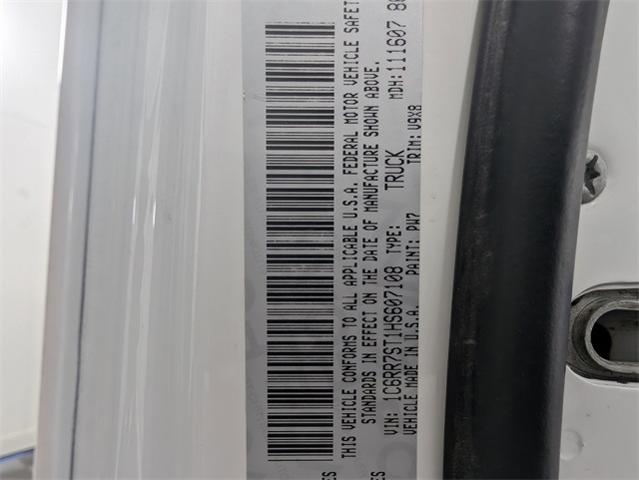 ES
THIS VEHICLE CONFORMS TO ALL APPLICABLE U.S.A. FEDERAL MOTOR VEHICLE SAFET
STANDARDS IN EFFECT ON THE DATE OF MANUFACTURE SHOWN ABOVE.
VIN: 1C6RR7ST1HS607108 TYPE: TRUCK MDH:111607
VEHICLE MADE IN U.S.A. PAINT: PW7 TRIM: V9X8